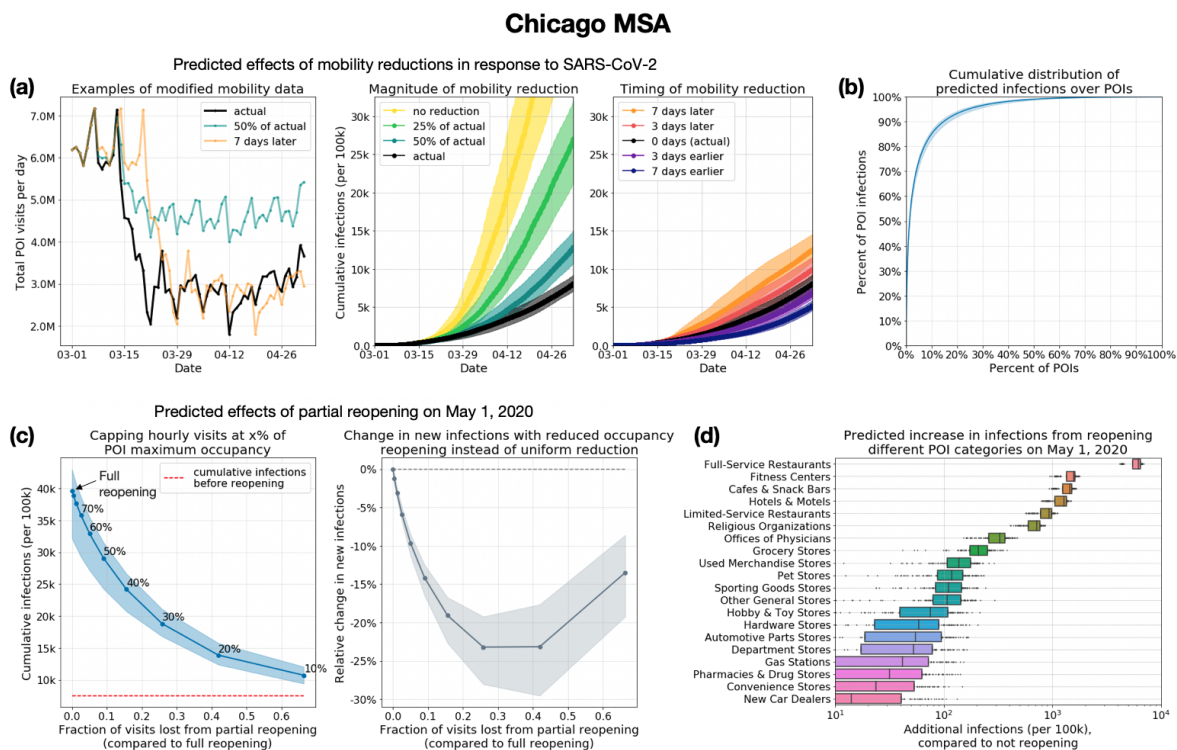 Chicago MSA
Predicted effects of mobility reductions in response to SARS-CoV-2
(a)
Examples of modified mobility data
Total POI visits per day
7.0M
6.0M
5.0M
4.0M
3.0M
2.0M
actual
50% of actual
7 days later
03-01
03-15
03-29
04-12
04-26
Date
Magnitude of mobility reduction
Cumulative infections (per 100k)
30k
25k
20k
15k
10k
5k
0.0
no reduction
25% of actual
50% of actual
actual
03-01
03-15
03-29
04-12
04-26
Date
Timing of mobility reduction
30k
25k
20k
15k
10k
5k
0.0
7 days later
3 days later
0 days (actual)
3 days earlier
7 days earlier
03-01
03-15
03-29
04-12
04-26
Date
(b)
Cumulative distribution of
predicted infections over POIs
Percent of POI infections
100%
90%
80%
70%
60%
50%
40%
30%
20%
10%
0%
0%
10%
20%
30%
40%
50%
60%
70%
80%
90%
100%
Percent of POIs
Predicted effects of partial reopening on May 1, 2020
(c)
Capping hourly visits at x% of
POI maximum occupancy
Cumulative infections (per 100k)
40k
35k
30k
25k
20k
15k
10k
cumulative infections
before reopening
Full
reopening
70%
60%
50%
40%
30%
20%
10%
0.0
0.1
0.2
0.3
0.4
0.5
0.6
Fraction of visits lost from partial reopening
(compared to full reopening)
Change in new infections with reduced occupancy
reopening instead of uniform reduction
Relative change in new infections
0%
-5%
-10%
-15%
-20%
-25%
-30%
0.0
0.1
0.2
0.3
0.4
0.5
0.6
Fraction of visits lost from partial reopening
(compared to full reopening)
(d)
Predicted increase in infections from reopening
different POI categories on May 1, 2020
Full-Service Restaurants
Fitness Centers
Cafes & Snack Bars
Hotels & Motels
Limited-Service Restaurants
Religious Organizations
Offices of Physicians
Grocery Stores
Used Merchandise Stores
Pet Stores
Sporting Goods Stores
Other General Stores
Hobby & Toy Stores
Hardware Stores
Automotive Parts Stores
Department Stores
Gas Stations
Pharmacies & Drug Stores
Convenience Stores
New Car Dealers
10¹
10²
10³
10⁴
Additional infections (per 100k),
compared to not reopening